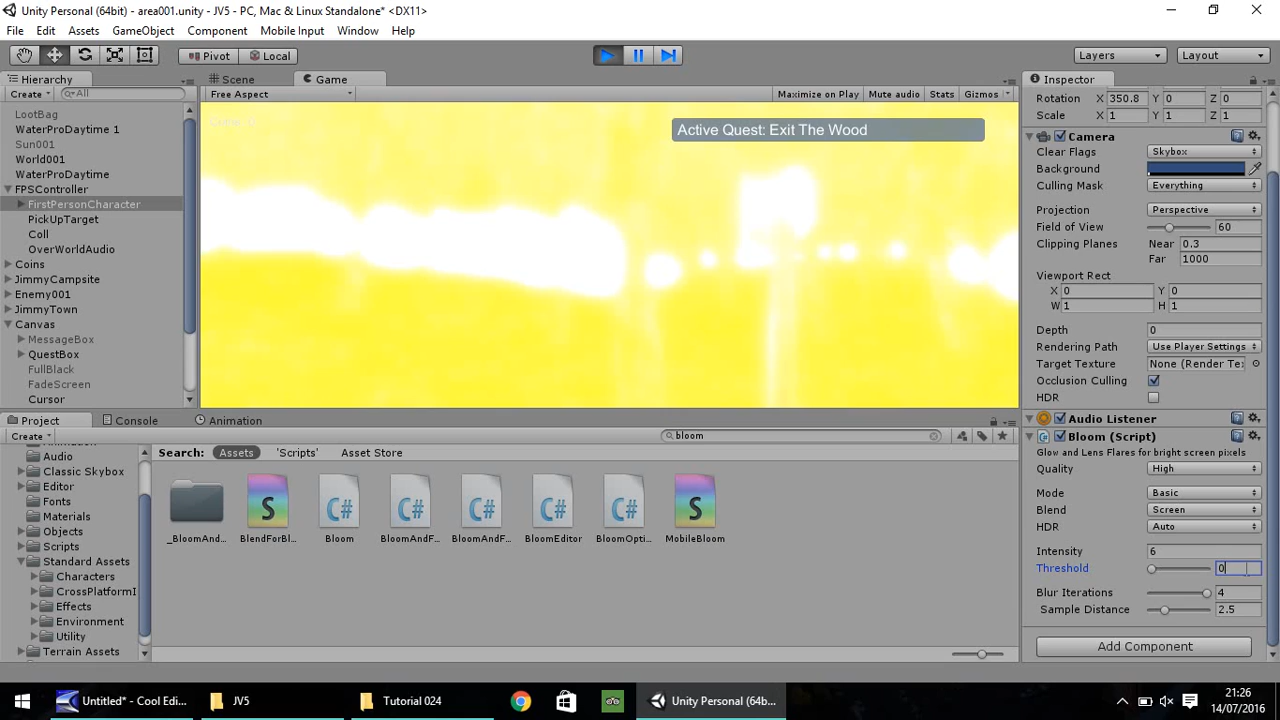 Unity Personal (64bit) - area001.unity - JV5 - PC, Mac & Linux Standalone* <DX11>
File Edit Assets GameObject Component Mobile Input Window Help
Pivot Local Layers Layout
Hierarchy Scene Game Inspector
Create All Free Aspect Maximize on Play Mute audio Stats Gizmos
Rotation X 350.8 Y 0 Z 0
Scale X 1 Y 1 Z 1
LootBag
WaterProDaytime 1
Sun001
World001
WaterProDaytime
FPSController
FirstPersonCharacter
PickUpTarget
Coll
OverWorldAudio
Coins
JimmyCampsite
Enemy001
JimmyTown
Canvas
MessageBox
QuestBox
FullBlack
FadeScreen
Cursor
Active Quest: Exit The Wood
Camera
Clear Flags Skybox
Background
Culling Mask Everything
Projection Perspective
Field of View 60
Clipping Planes Near 0.3
Far 1000
Viewport Rect
X 0 Y 0
W 1 H 1
Depth 0
Rendering Path Use Player Settings
Target Texture None (Render Te:
Occlusion Culling
HDR
Audio Listener
Bloom (Script)
Glow and Lens Flares for bright screen pixels
Quality High
Mode Basic
Blend Screen
HDR Auto
Intensity 6
Threshold 0
Blur Iterations 4
Sample Distance 2.5
Add Component
Project Console Animation
Create bloom
Audio
Classic Skybox
Editor
Fonts
Materials
Objects
Scripts
Standard Assets
Characters
CrossPlatformI
Effects
Environment
Utility
Terrain Assets
Search: Assets 'Scripts' Asset Store
_BloomAnd... BlendForBl... Bloom BloomAndF... BloomAndF... BloomEditor BloomOpti... MobileBloom
Untitled* - Cool Edi... JV5 Tutorial 024 Unity Personal (64b...
21:26
14/07/2016